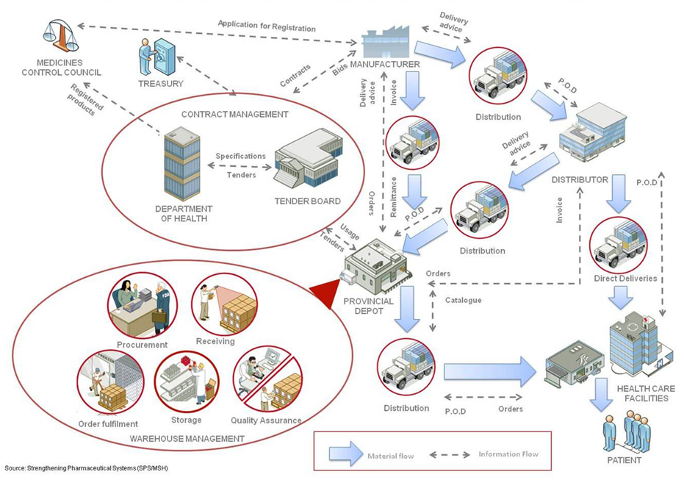 Application for Registration
Delivery
advice
MEDICINES
CONTROL COUNCIL
TREASURY
MANUFACTURER
Contracts
Bids
Delivery
advice
Invoice
Distribution
P.O.D
Registered
products
CONTRACT MANAGEMENT
Specifications
Tenders
DEPARTMENT
OF HEALTH
TENDER BOARD
Orders
Remittance
Delivery
advice
DISTRIBUTOR
P.O.D
P.O.D
Invoice
Distribution
Usage
Tenders
PROVINCIAL
DEPOT
Orders
Catalogue
Direct Deliveries
Procurement
Receiving
Order fulfilment
Storage
Quality Assurance
WAREHOUSE MANAGEMENT
Distribution
P.O.D
Orders
HEALTH CARE
FACILITIES
PATIENT
Material flow
Information Flow
Source: Strengthening Pharmaceutical Systems (SPS/MSH)